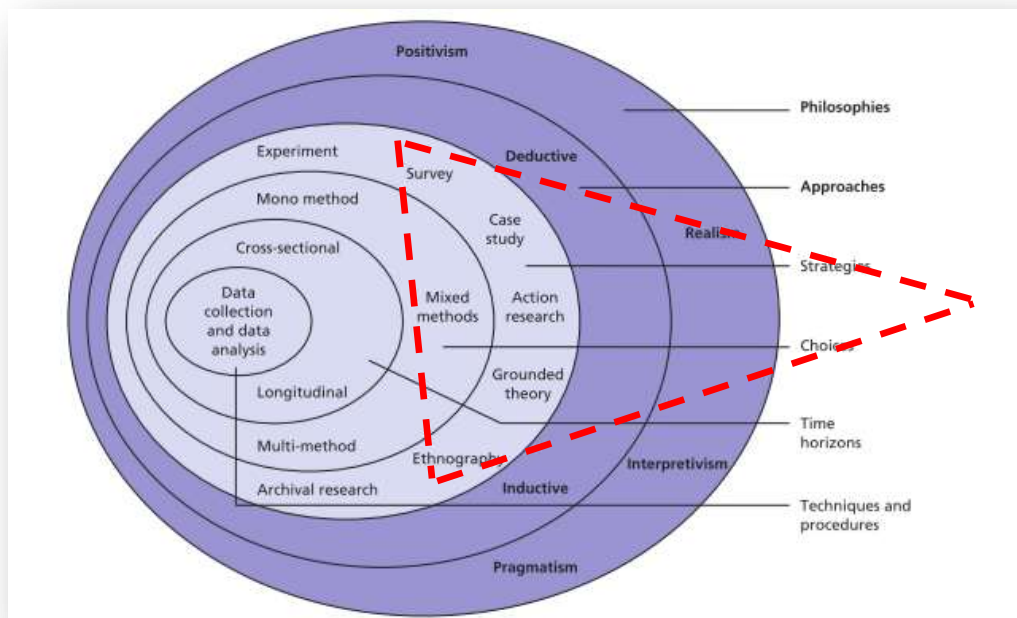 Positivism
Philosophies
Experiment
Deductive
Survey
Approaches
Mono method
Case
study
Realism
Cross-sectional
Strategies
Data
collection
and data
analysis
Mixed
methods
Action
research
Choices
Grounded
theory
Longitudinal
Time
horizons
Multi-method
Ethnography
Interpretivism
Archival research
Inductive
Techniques and
procedures
Pragmatism